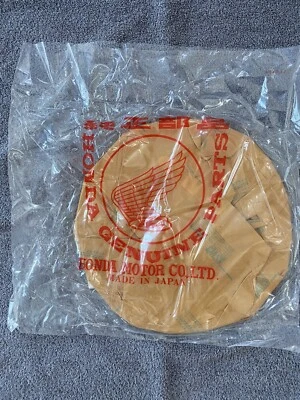 純正部品
HONDA GENUINE PARTS
HONDA MOTOR CO.,LTD.
MADE IN JAPAN